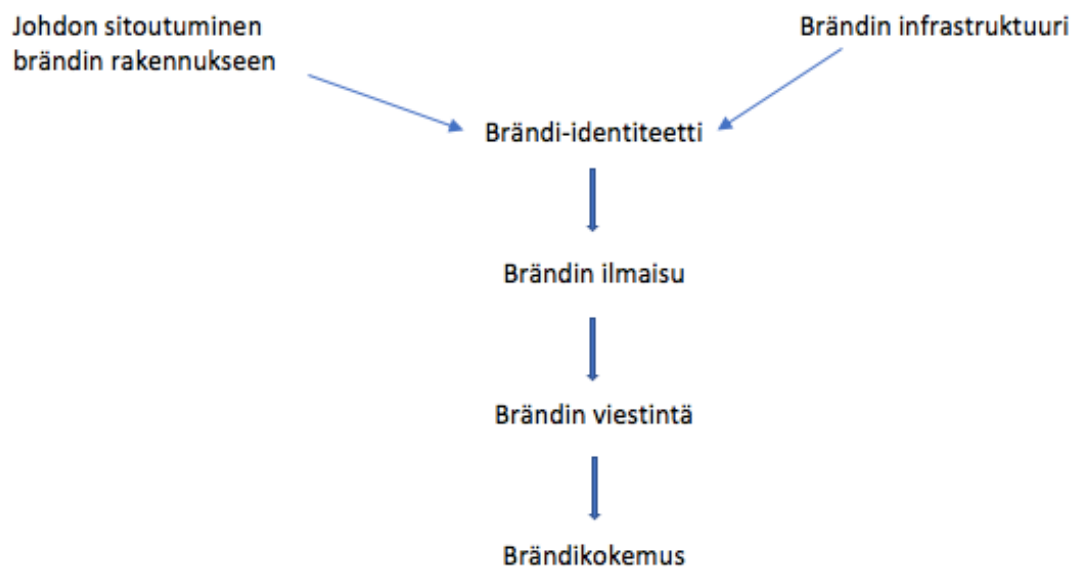 Johdon sitoutuminen
brändin rakennukseen
Brändin infrastruktuuri
Brändi-identiteetti
Brändin ilmaisu
Brändin viestintä
Brändikokemus